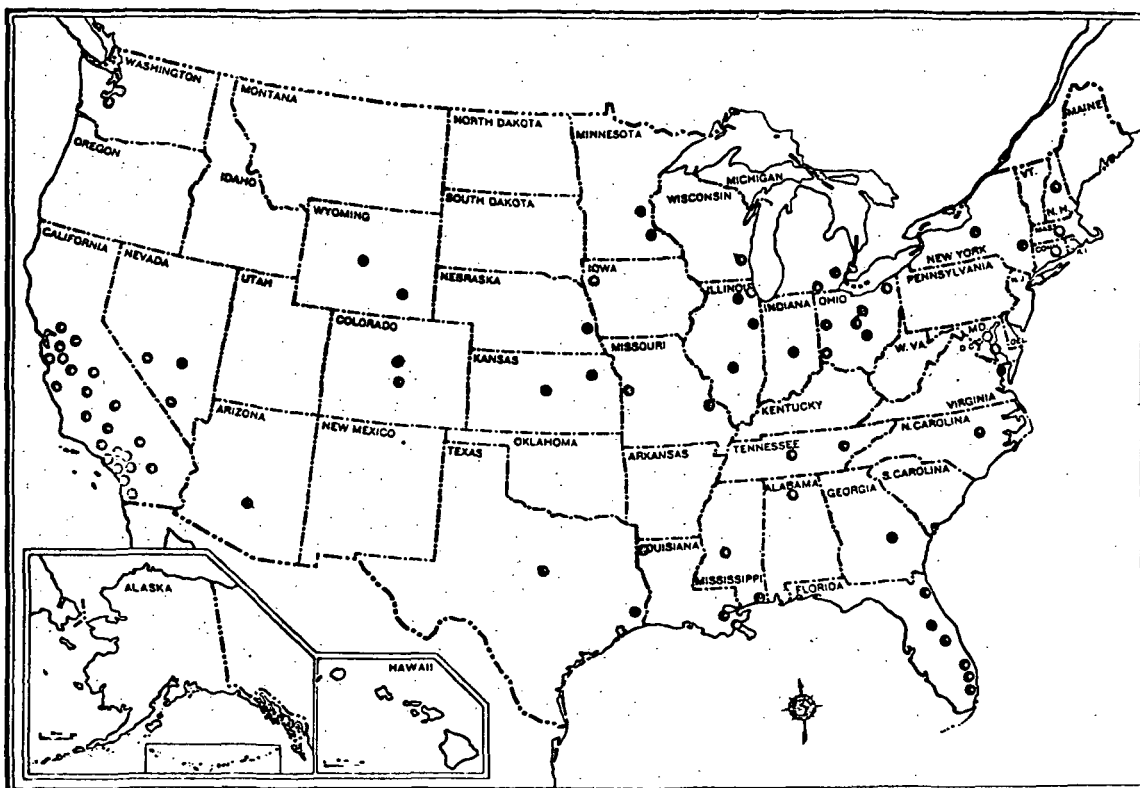 WASHINGTON
MONTANA
NORTH DAKOTA
MINNESOTA
MAINE
OREGON
IDAHO
WYOMING
SOUTH DAKOTA
WISCONSIN
MICHIGAN
VT.
N.H.
MASS
NEW YORK
CALIFORNIA
NEVADA
UTAH
NEBRASKA
IOWA
ILLINOIS
INDIANA
OHIO
PENNSYLVANIA
COLORADO
KANSAS
MISSOURI
W. VA.
MD.
VIRGINIA
KENTUCKY
ARIZONA
NEW MEXICO
TEXAS
OKLAHOMA
ARKANSAS
TENNESSEE
N. CAROLINA
S. CAROLINA
ALABAMA
GEORGIA
LOUISIANA
MISSISSIPPI
FLORIDA
ALASKA
HAWAII